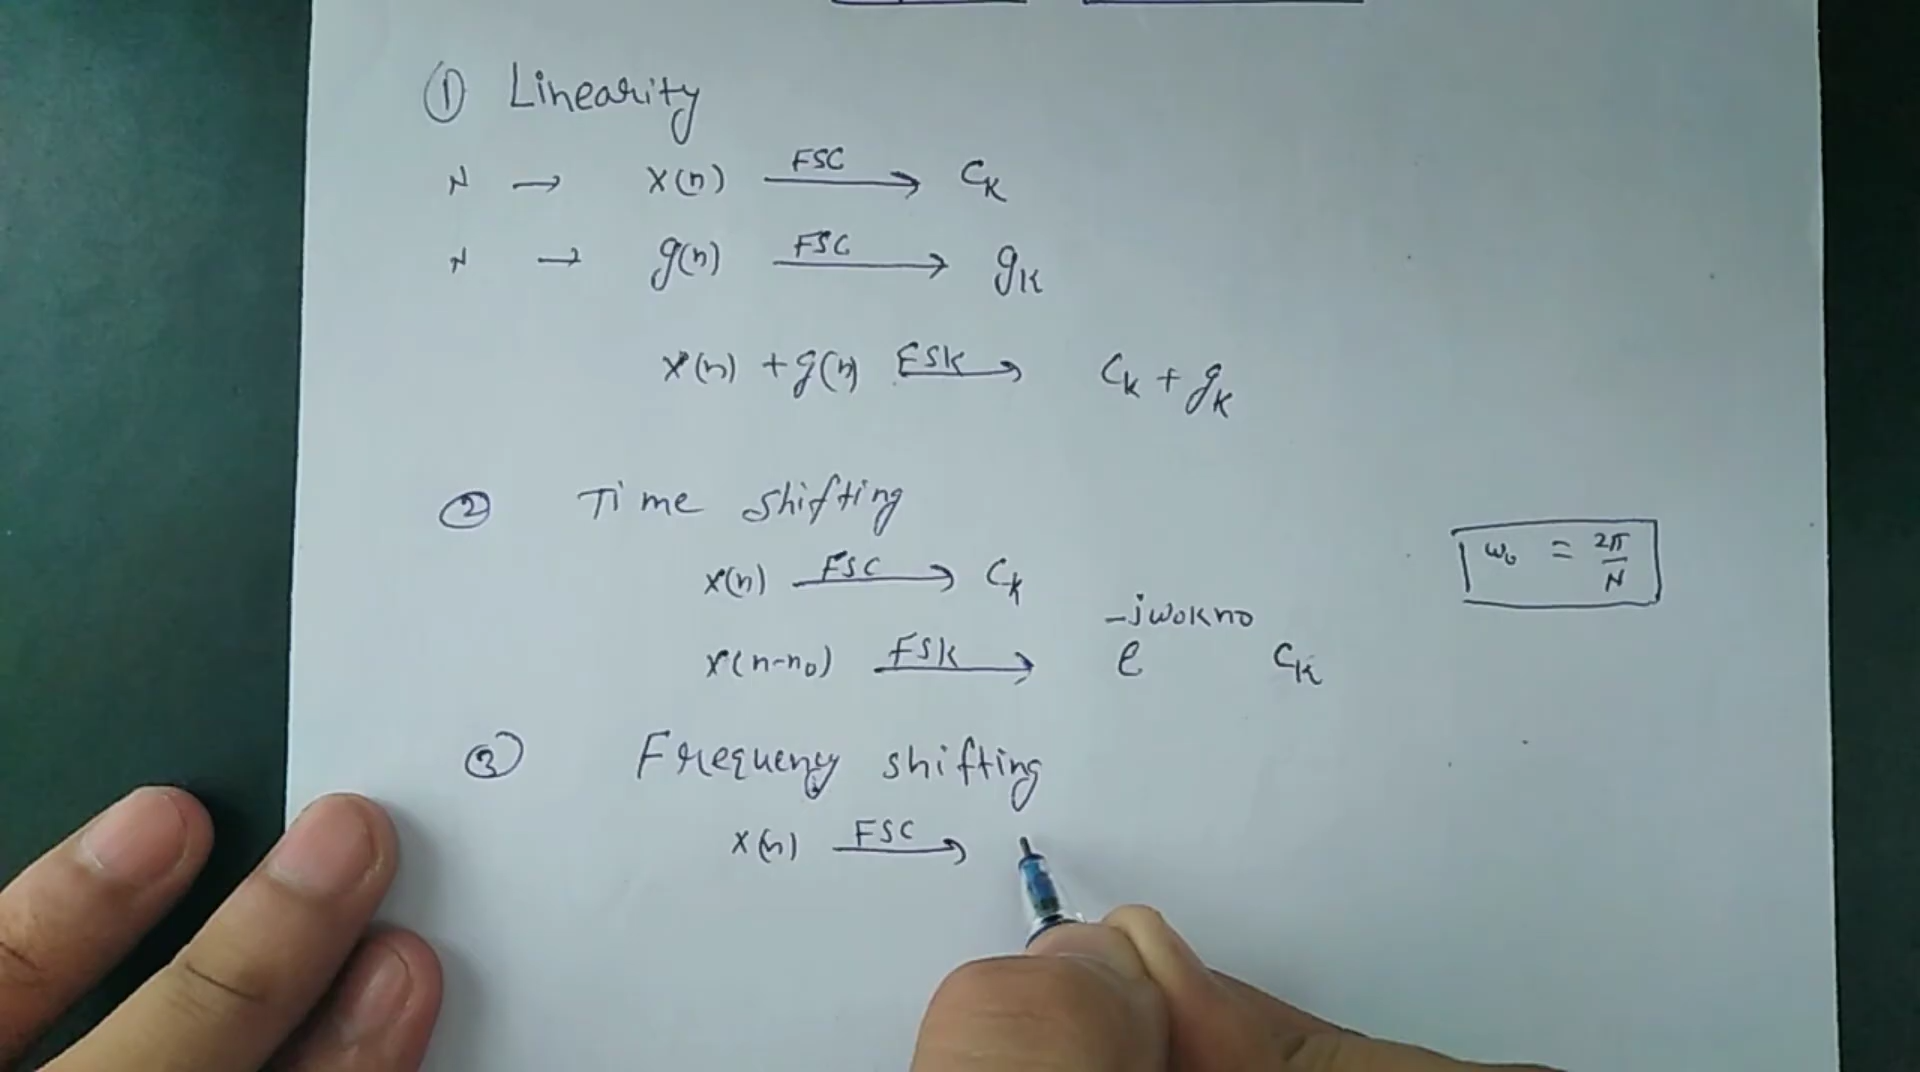 ① Linearity
N → x(n) FSC → Ck
N → g(n) FSC → gk
x(n) + g(n) FSK → Ck + gk
② Time shifting
x(n) FSC → Ck
ω₀ = 2π/N
x(n-n₀) FSK → e^-jω₀kn₀ Ck
③ Frequency shifting
x(n) FSC →